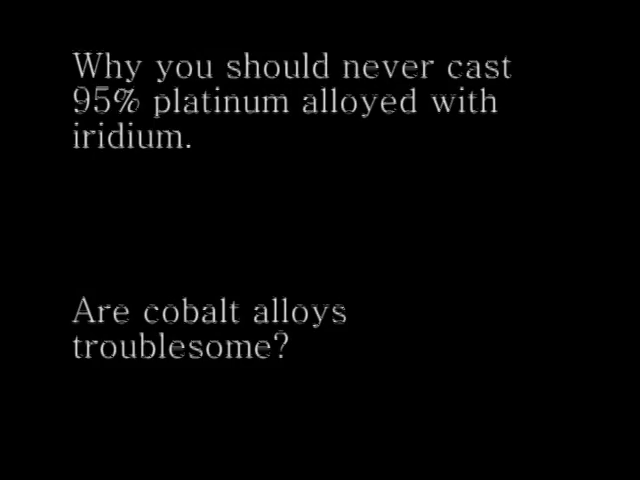 Why you should never cast
95% platinum alloyed with
iridium.
Are cobalt alloys
troublesome?